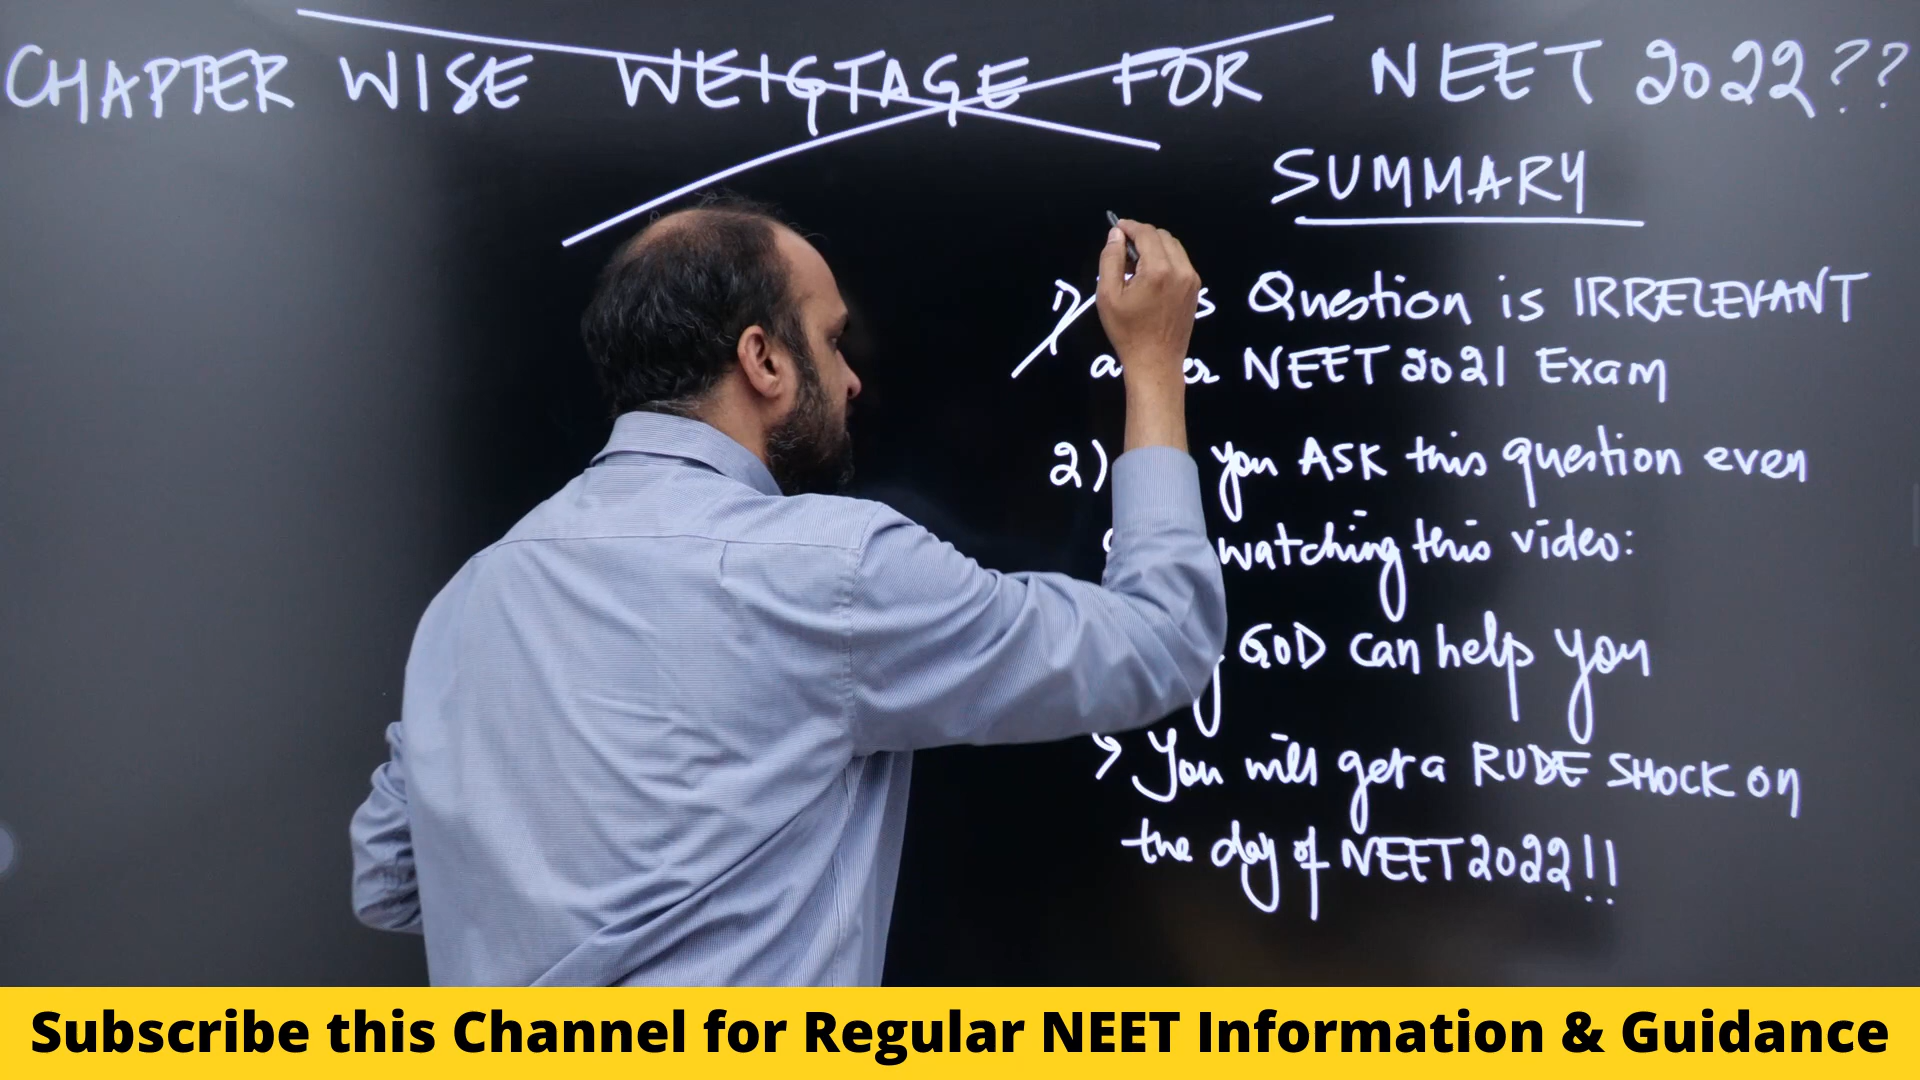 CHAPTER WISE WEIGTAGE FOR NEET 2022??
SUMMARY
1) Question is IRRELEVANT
NEET 2021 Exam
2) you ASK this question even
watching this video:
GOD can help you
→ You will get a RUDE SHOCK on
the day of NEET 2022!!
Subscribe this Channel for Regular NEET Information & Guidance